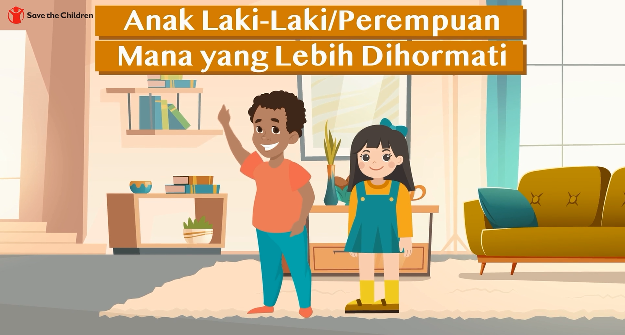 Save the Children
Anak Laki-Laki/Perempuan
Mana yang Lebih Dihormati